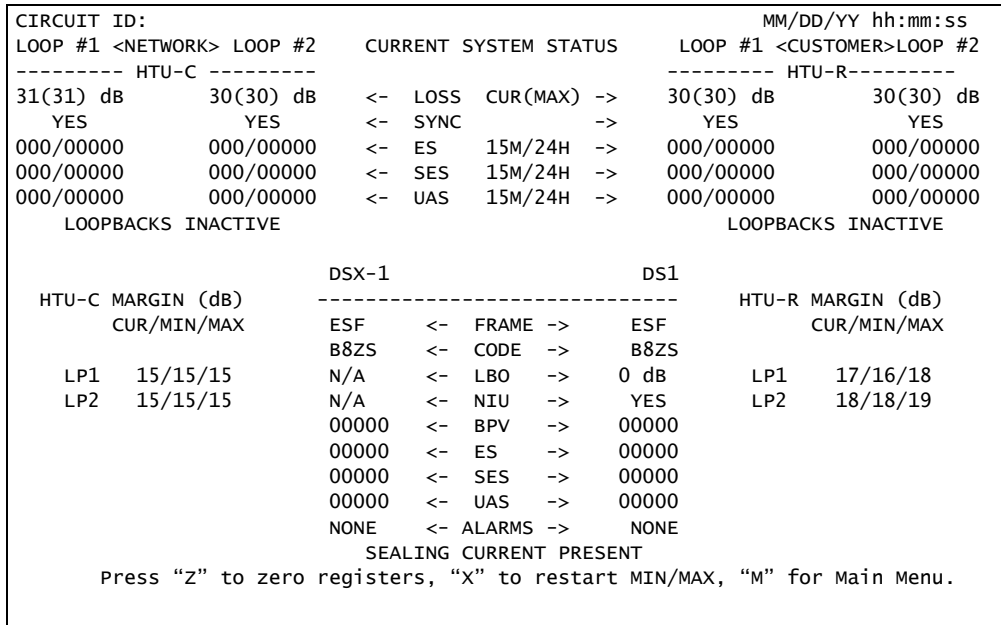 CIRCUIT ID:                                                    MM/DD/YY hh:mm:ss
LOOP #1 <NETWORK> LOOP #2     CURRENT SYSTEM STATUS     LOOP #1 <CUSTOMER>LOOP #2
--------- HTU-C ---------                               --------- HTU-R---------
31(31) dB       30(30) dB    <-  LOSS  CUR(MAX) ->     30(30) dB       30(30) dB
YES             YES       <-  SYNC           ->        YES             YES
000/00000       000/00000    <-  ES    15M/24H  ->     000/00000       000/00000
000/00000       000/00000    <-  SES   15M/24H  ->     000/00000       000/00000
000/00000       000/00000    <-  UAS   15M/24H  ->     000/00000       000/00000
LOOPBACKS INACTIVE                                     LOOPBACKS INACTIVE
DSX-1                     DS1
HTU-C MARGIN (dB)      ------------------------------     HTU-R MARGIN (dB)
CUR/MIN/MAX       ESF    <-  FRAME ->    ESF           CUR/MIN/MAX
B8ZS   <-  CODE  ->    B8ZS
LP1   15/15/15      N/A    <-  LBO   ->   0 dB       LP1    17/16/18
LP2   15/15/15      N/A    <-  NIU   ->    YES       LP2    18/18/19
00000   <-  BPV   ->   00000
00000   <-  ES    ->   00000
00000   <-  SES   ->   00000
00000   <-  UAS   ->   00000
NONE    <- ALARMS ->    NONE
SEALING CURRENT PRESENT
Press “Z” to zero registers, “X” to restart MIN/MAX, “M” for Main Menu.